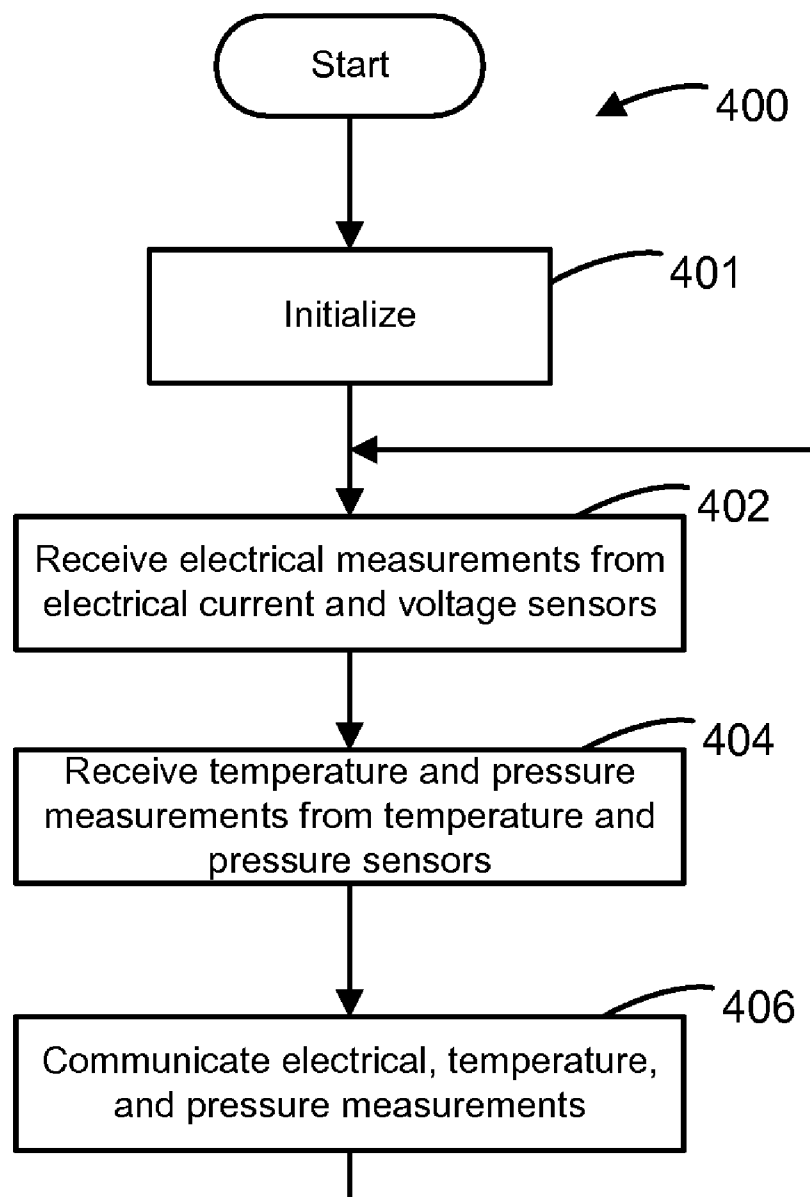 Start
400
401
Initialize
402
Receive electrical measurements from
electrical current and voltage sensors
404
Receive temperature and pressure
measurements from temperature and
pressure sensors
406
Communicate electrical, temperature,
and pressure measurements